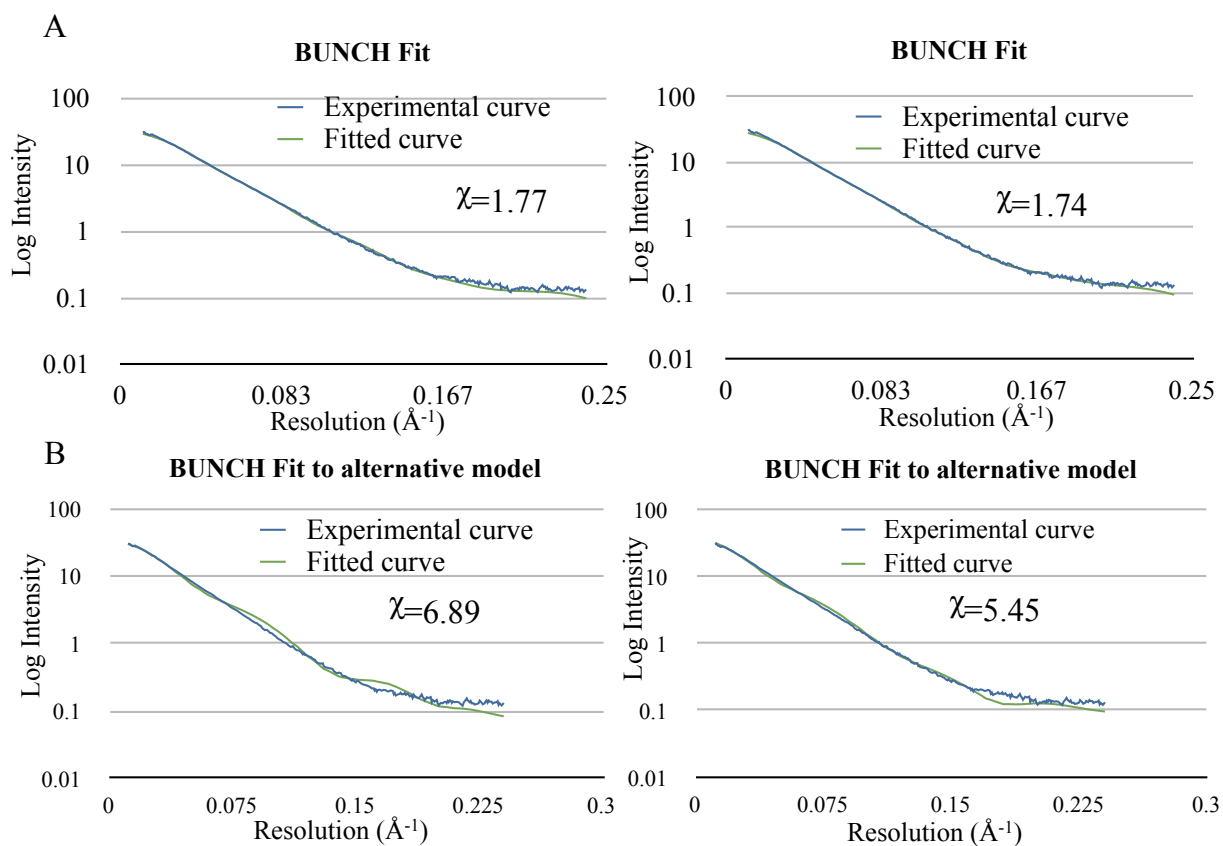 A
BUNCH Fit
Experimental curve
Fitted curve
χ=1.77
Log Intensity
100
10
1
0.1
0.01
0
0.083
0.167
0.25
Resolution (Å-1)
BUNCH Fit
Experimental curve
Fitted curve
χ=1.74
Log Intensity
100
10
1
0.1
0.01
0
0.083
0.167
0.25
Resolution (Å-1)
B
BUNCH Fit to alternative model
Experimental curve
Fitted curve
χ=6.89
Log Intensity
100
10
1
0.1
0.01
0
0.075
0.15
0.225
0.3
Resolution (Å-1)
BUNCH Fit to alternative model
Experimental curve
Fitted curve
χ=5.45
Log Intensity
100
10
1
0.1
0.01
0
0.075
0.15
0.225
0.3
Resolution (Å-1)